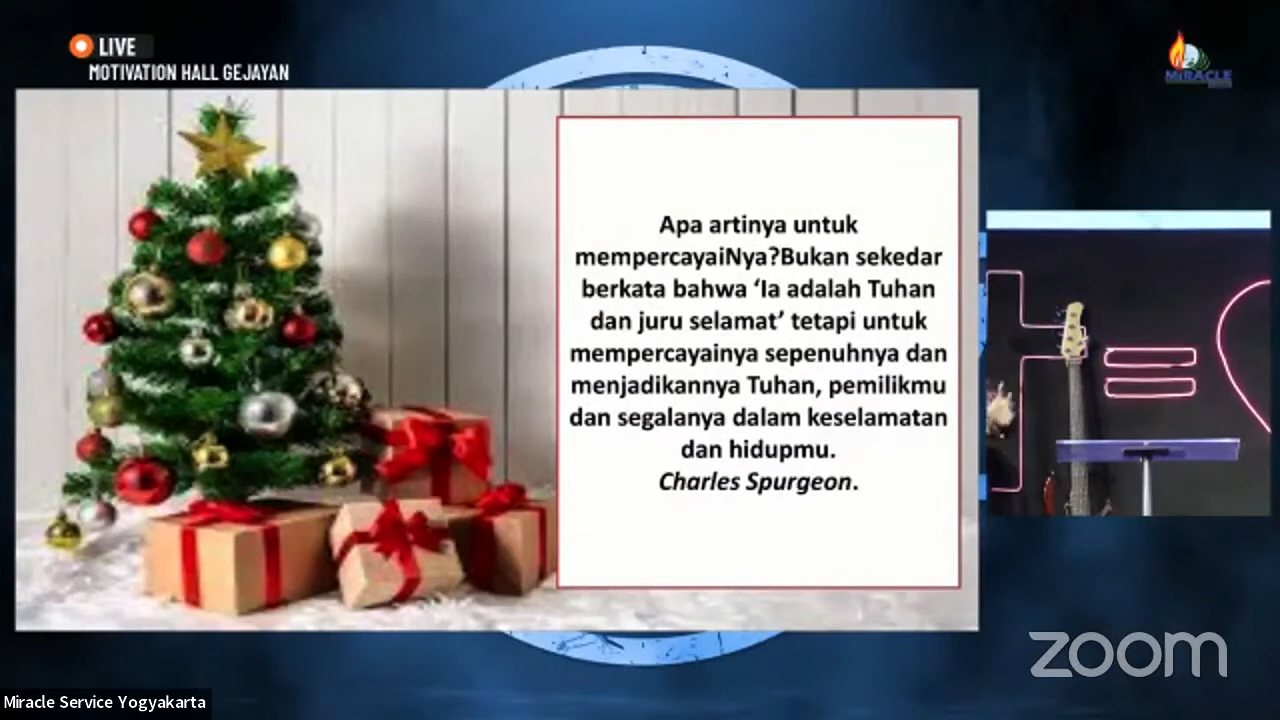 LIVE
MOTIVATION HALL GEJAYAN
MIRACLE
Apa artinya untuk
mempercayaiNya?Bukan sekedar
berkata bahwa ‘Ia adalah Tuhan
dan juru selamat’ tetapi untuk
mempercayainya sepenuhnya dan
menjadikannya Tuhan, pemilikmu
dan segalanya dalam keselamatan
dan hidupmu.
Charles Spurgeon.
zoom
Miracle Service Yogyakarta